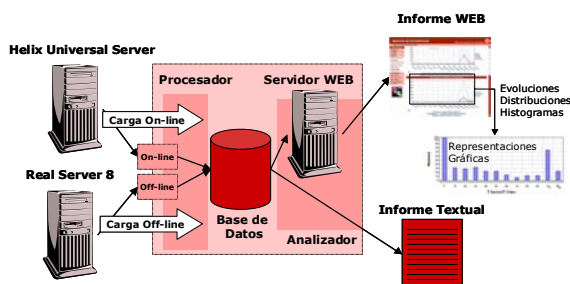 Informe WEB
Helix Universal Server
Procesador
Servidor WEB
Evoluciones
Distribuciones
Histogramas
Carga On-line
On-line
Representaciones
Gráficas
Real Server 8
Off-line
Informe Textual
Base de
Datos
Carga Off-line
Analizador